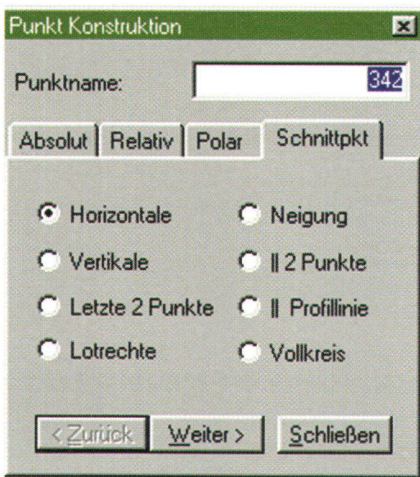 Punkt Konstruktion
Punktname: 342
Absolut Relativ Polar Schnittpkt
Horizontale Neigung
Vertikale || 2 Punkte
Letzte 2 Punkte || Profillinie
Lotrechte Vollkreis
< Zurück Weiter > Schließen